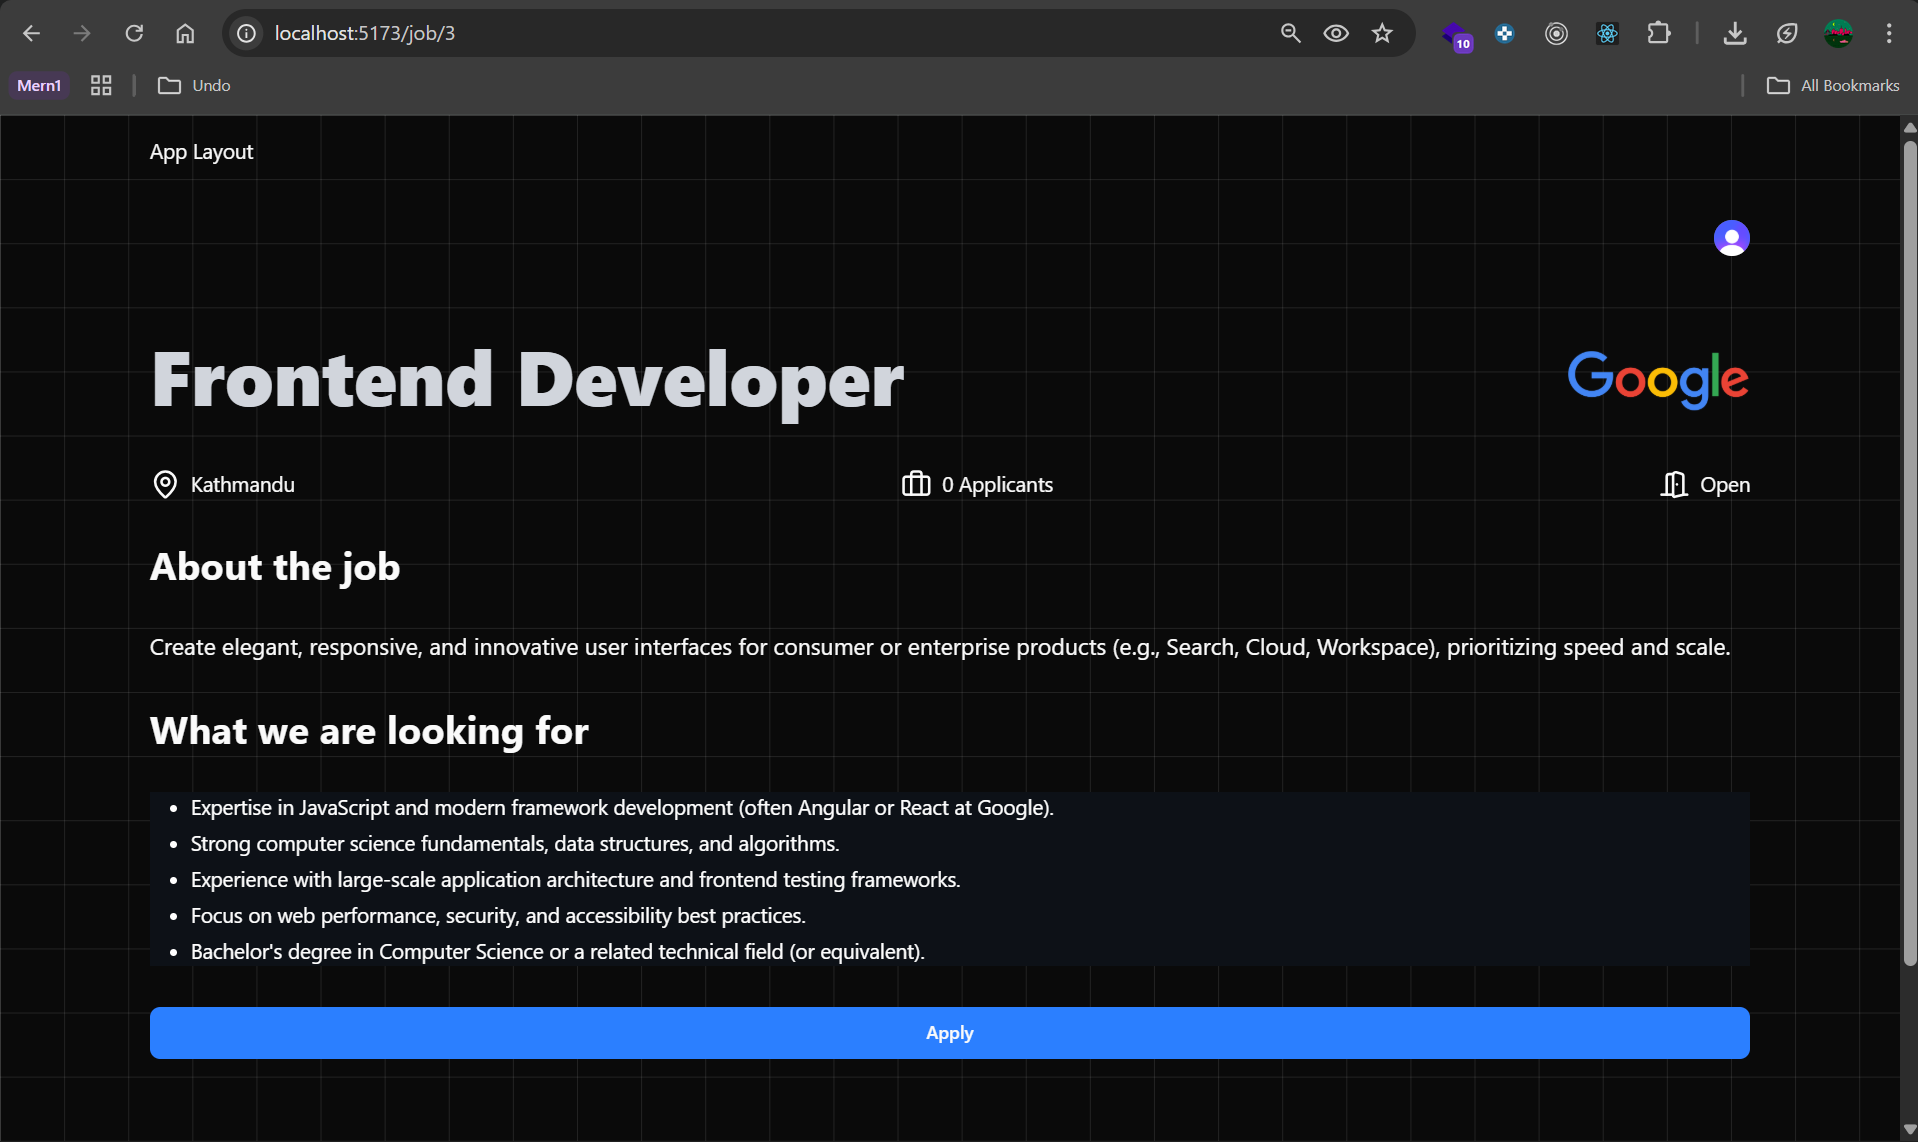 localhost:5173/job/3
10
Mern1
Undo
All Bookmarks
App Layout
Frontend Developer
Google
Kathmandu
0 Applicants
Open
About the job
Create elegant, responsive, and innovative user interfaces for consumer or enterprise products (e.g., Search, Cloud, Workspace), prioritizing speed and scale.
What we are looking for
• Expertise in JavaScript and modern framework development (often Angular or React at Google).
• Strong computer science fundamentals, data structures, and algorithms.
• Experience with large-scale application architecture and frontend testing frameworks.
• Focus on web performance, security, and accessibility best practices.
• Bachelor's degree in Computer Science or a related technical field (or equivalent).
Apply